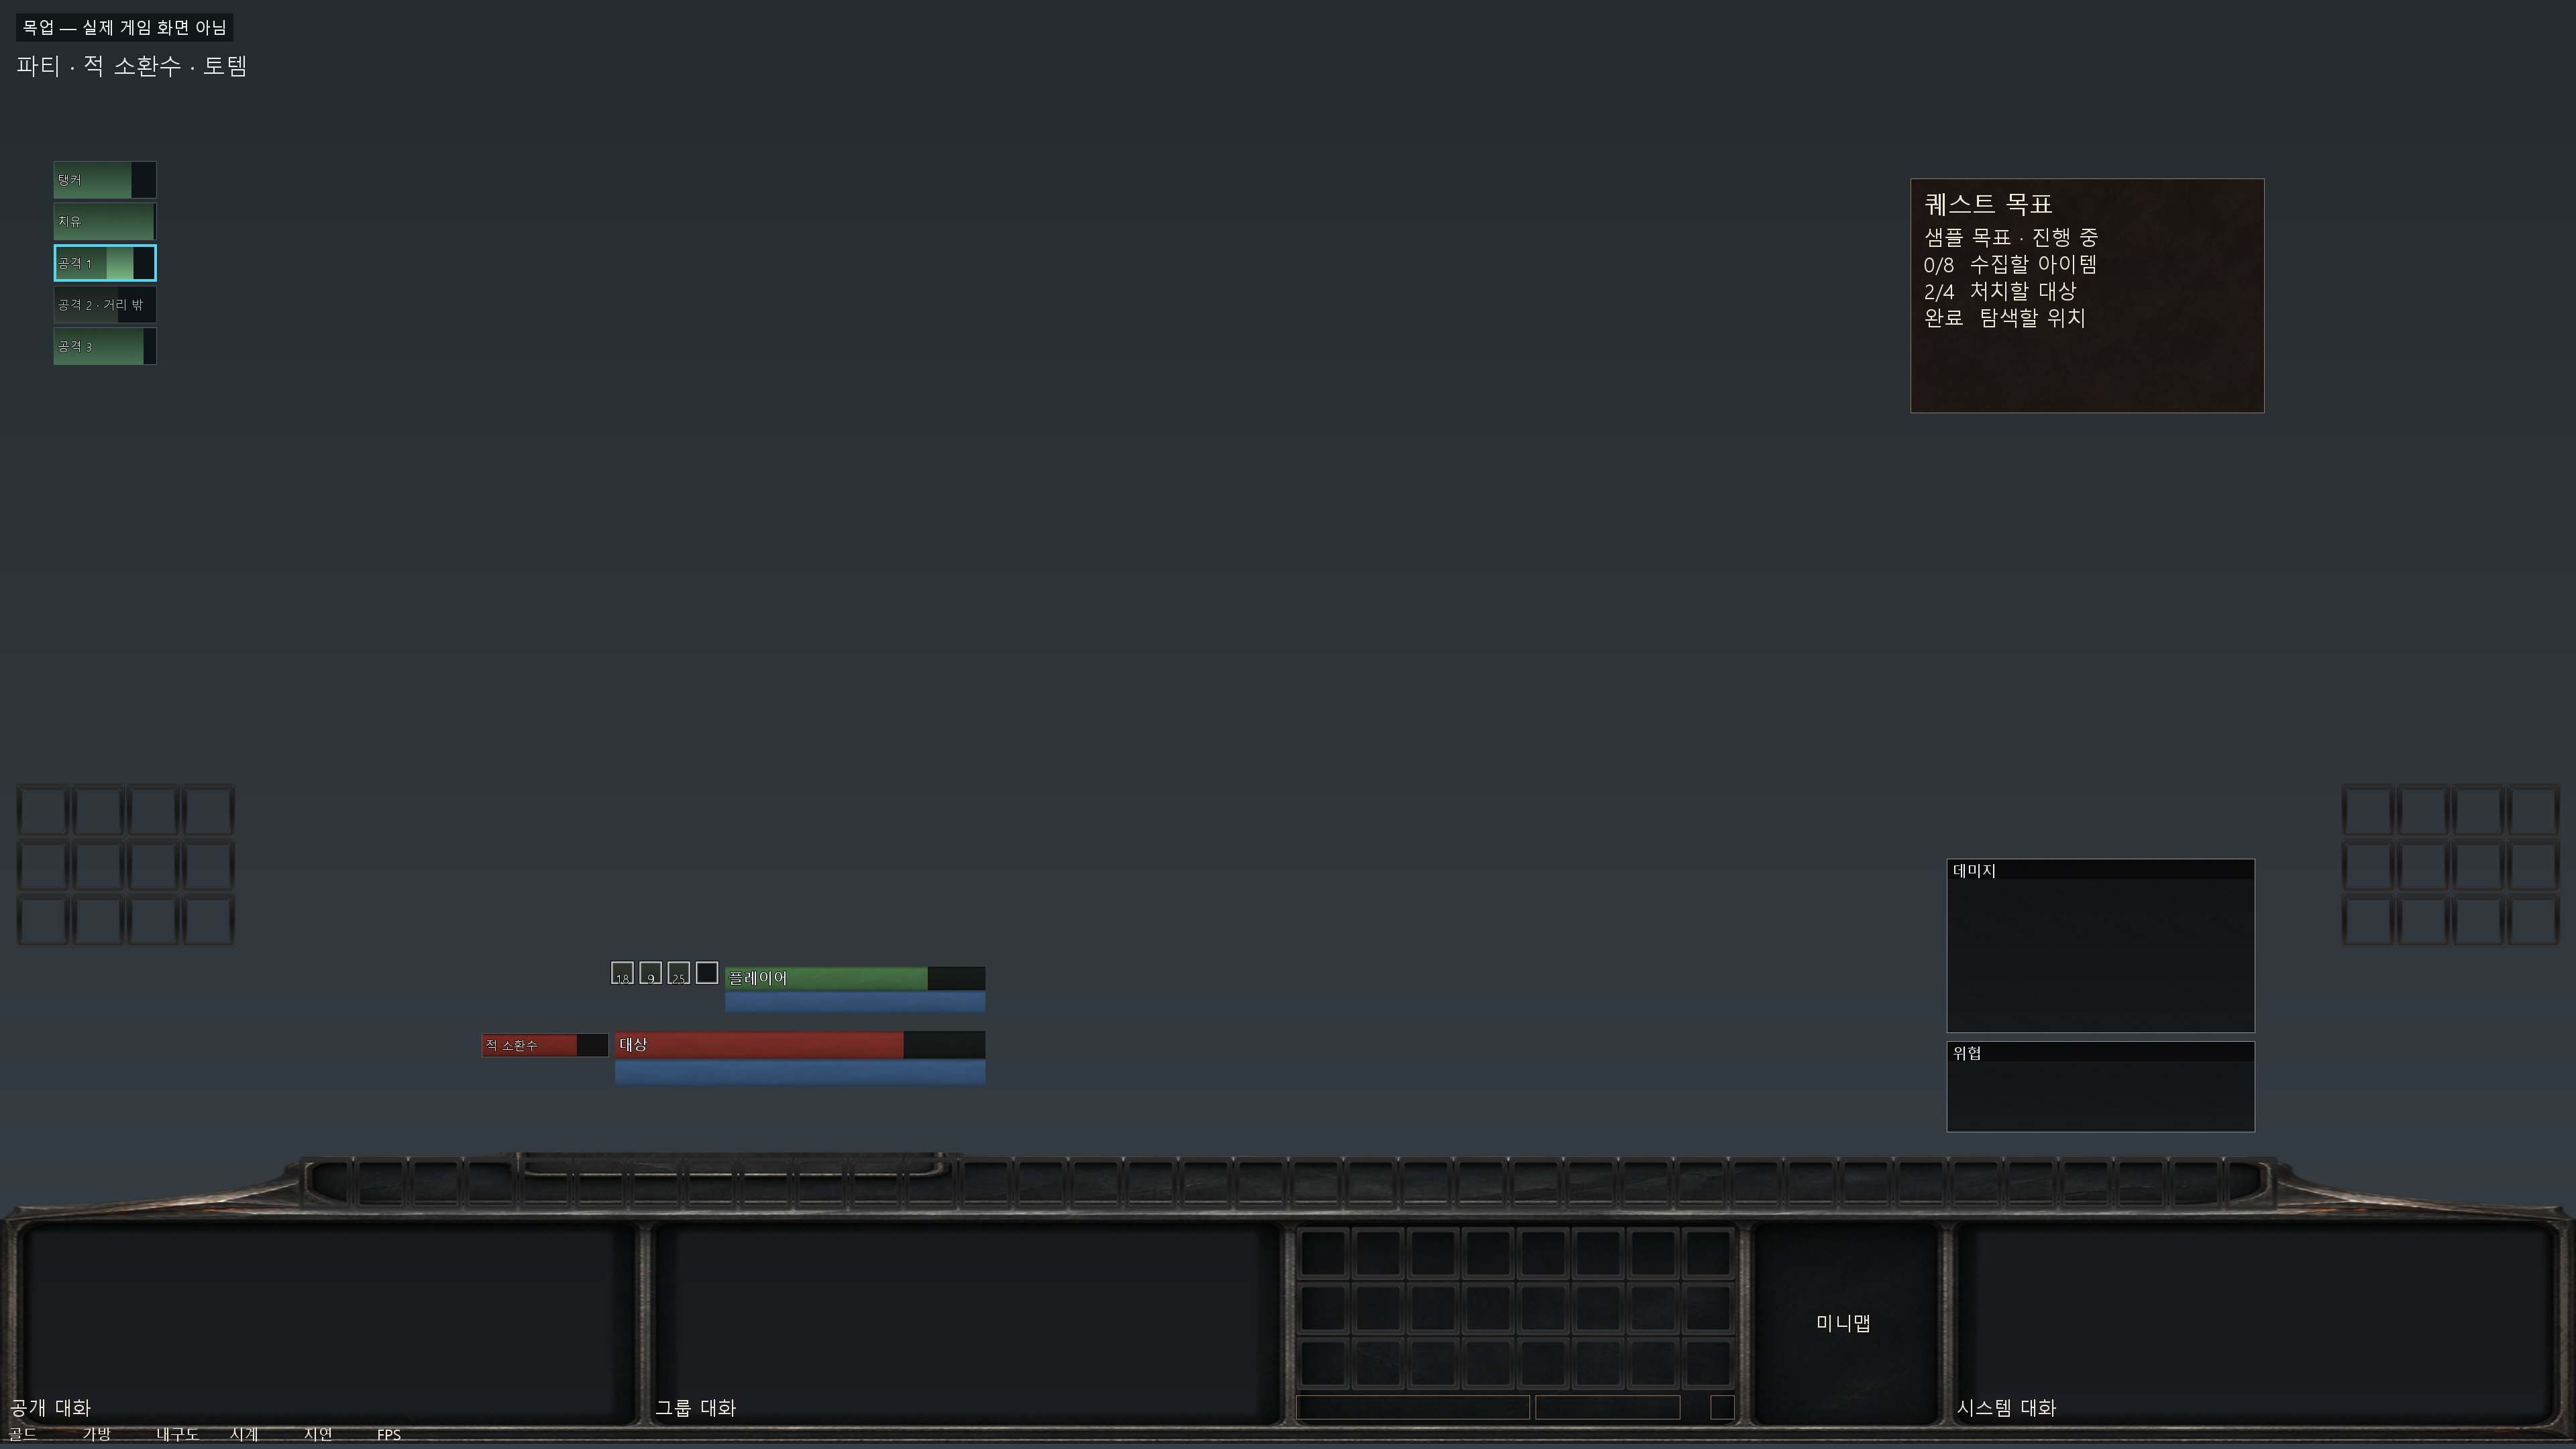 목업 — 실제 게임 화면 아님
파티 · 적 소환수 · 토템
탱커
치유
공격 1
공격 2 · 거리 밖
공격 3
퀘스트 목표
샘플 목표 · 진행 중
0/8 수집할 아이템
2/4 처치할 대상
완료 탐색할 위치
데미지
위협
18 9 25
플레이어
적 소환수
대상
미니맵
공개 대화
그룹 대화
시스템 대화
골드 가방 내구도 시계 지연 FPS